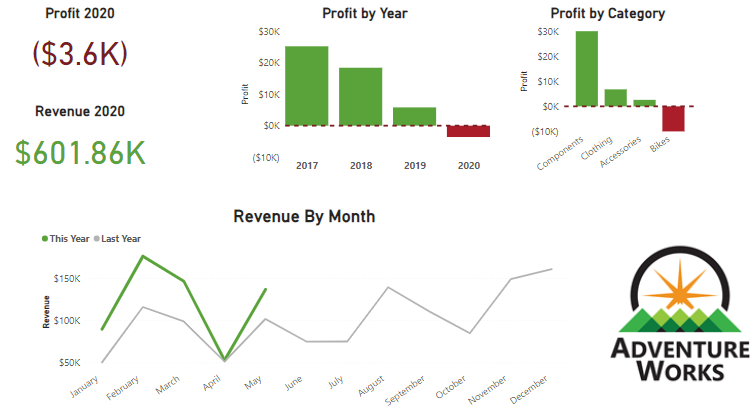 Profit 2020
($3.6K)
Revenue 2020
$601.86K
Profit by Year
Profit
$30K
$20K
$10K
$0K
($10K)
2017 2018 2019 2020
Profit by Category
Profit
$30K
$20K
$10K
$0K
($10K)
Components Clothing Accessories Bikes
Revenue By Month
This Year Last Year
Revenue
$150K
$100K
$50K
January February March April May June July August September October November December
ADVENTURE
WORKS